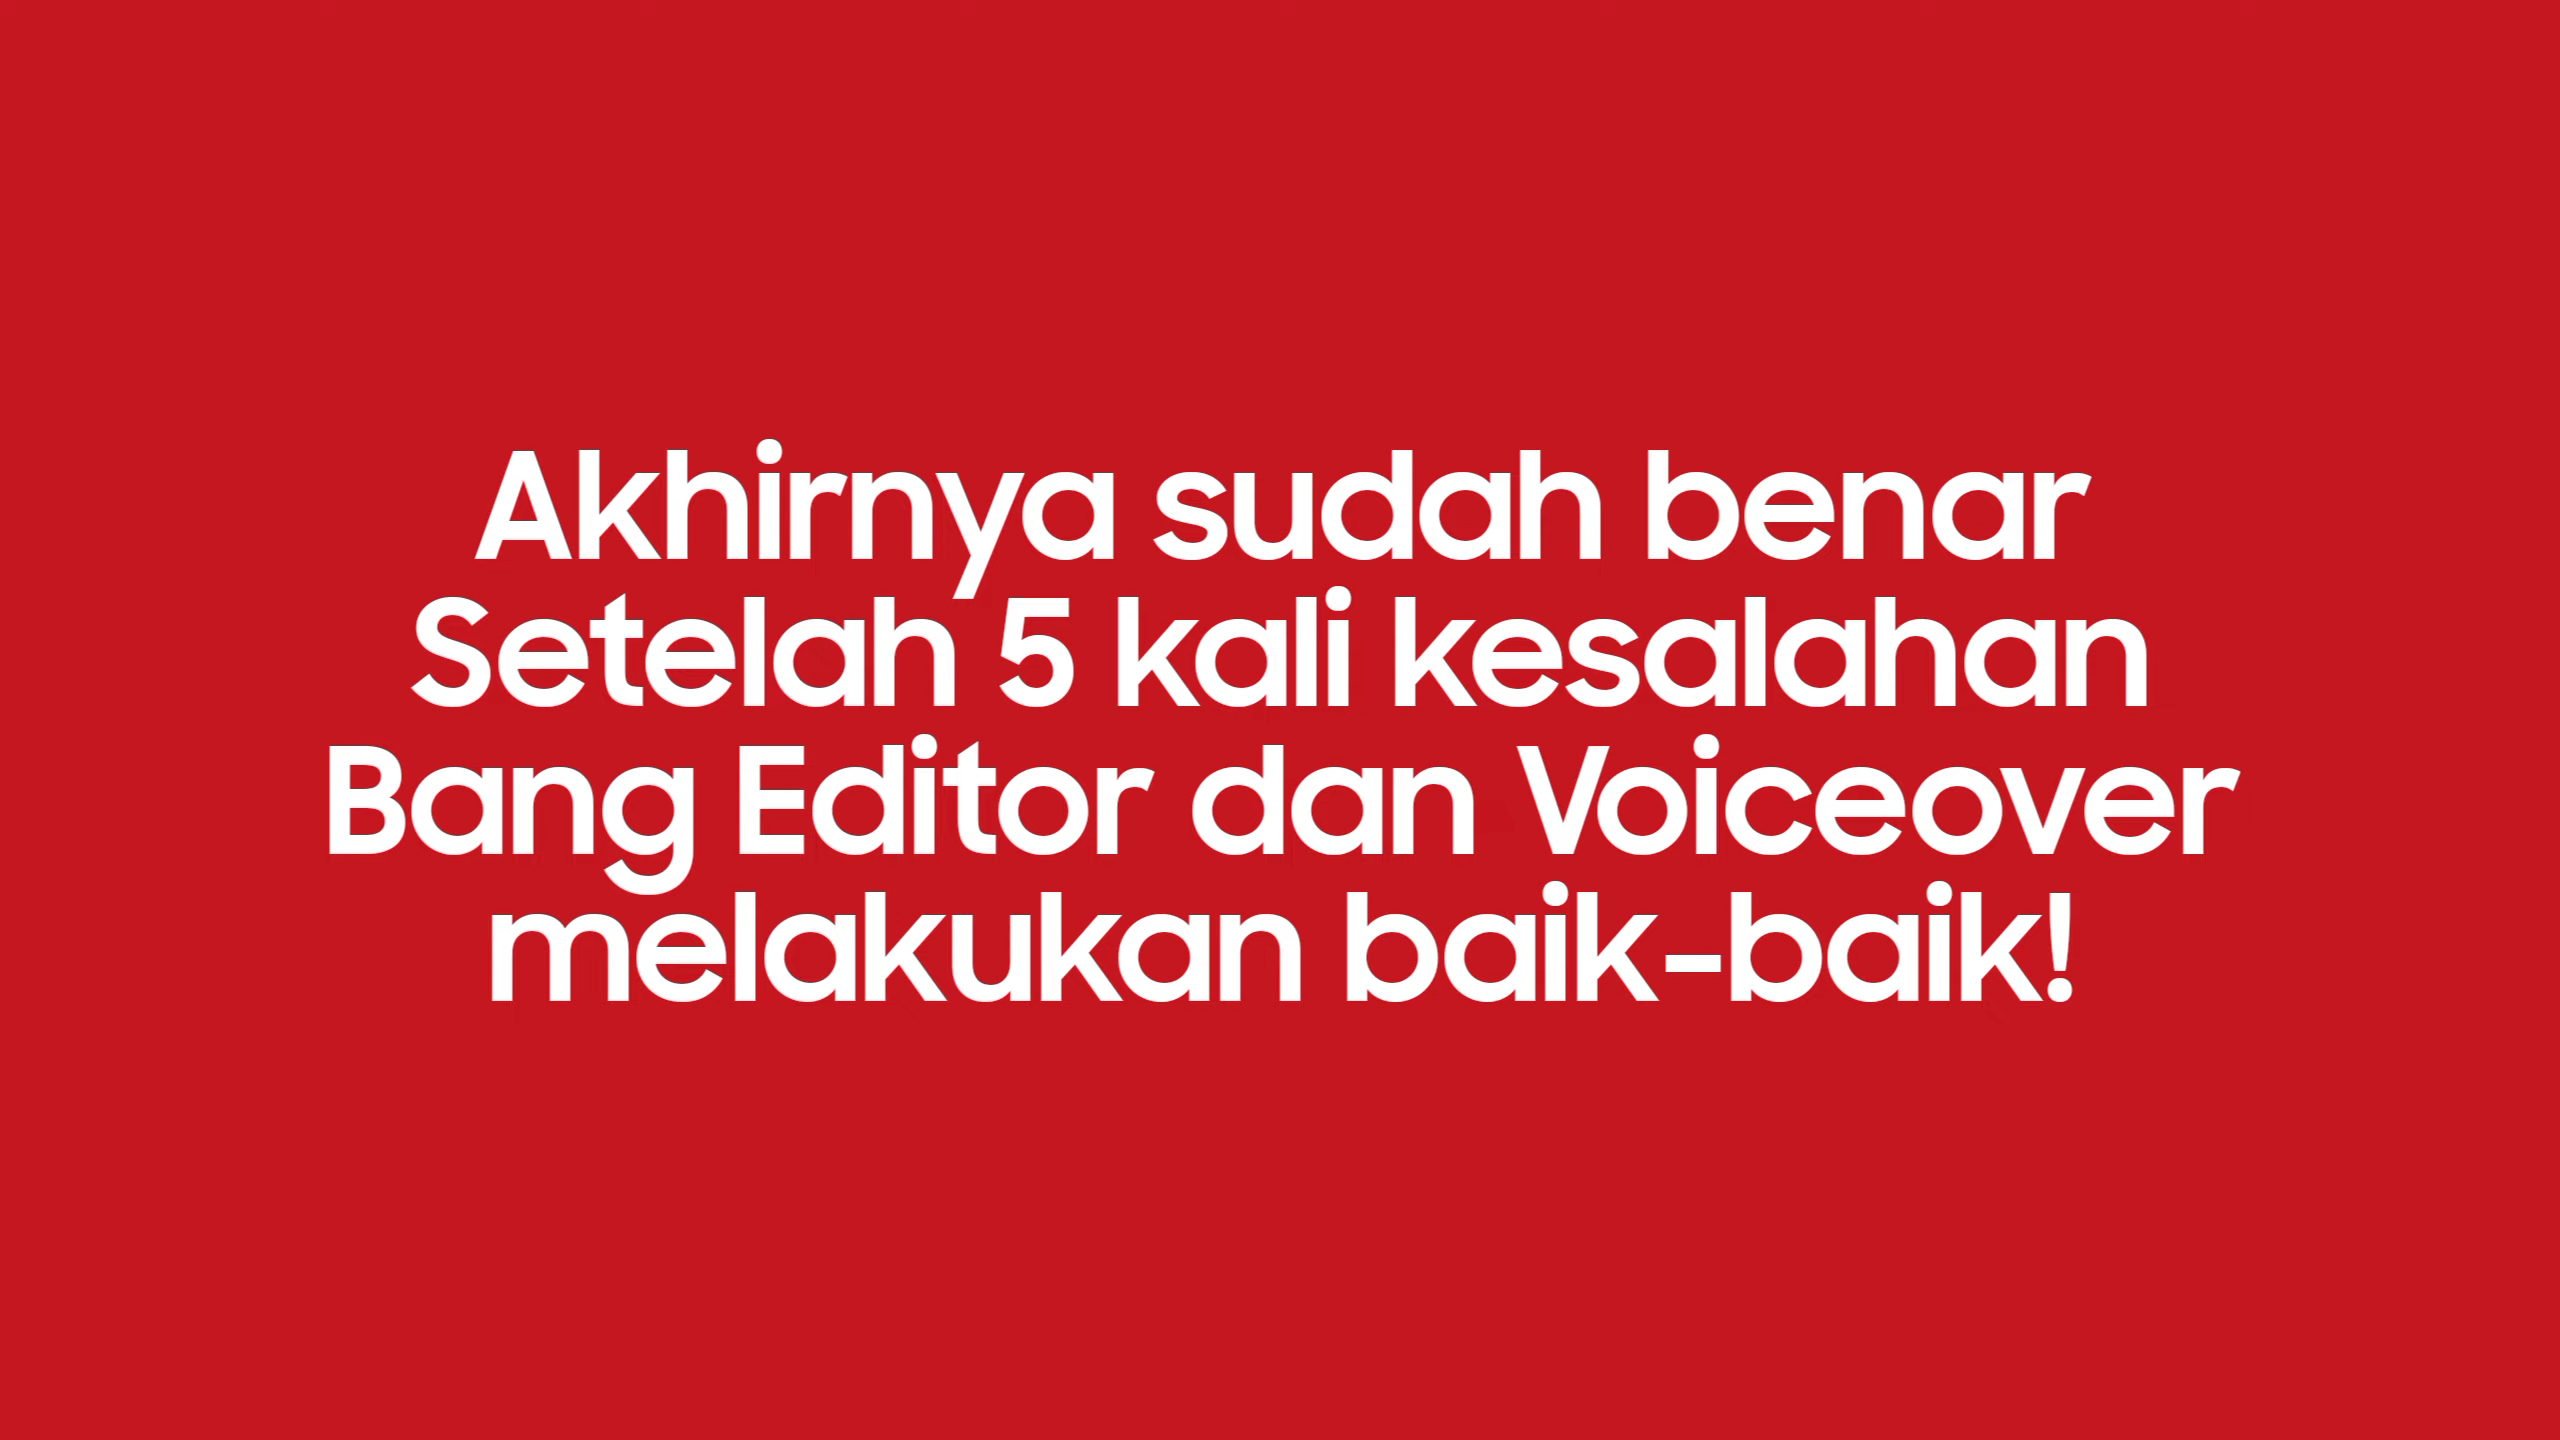 Akhirnya sudah benar
Setelah 5 kali kesalahan
Bang Editor dan Voiceover
melakukan baik-baik!